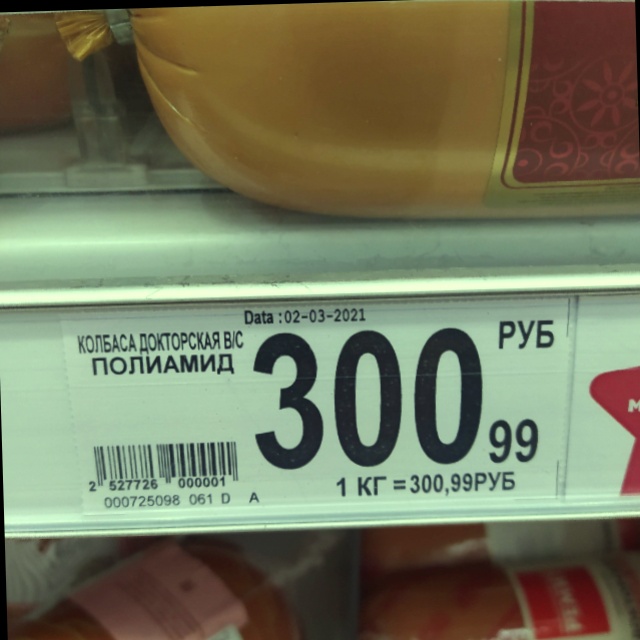 Data : 02-03-2021
КОЛБАСА ДОКТОРСКАЯ В/С
ПОЛИАМИД
300 99 РУБ
1 КГ = 300,99РУБ
2 527726 000001
000725098 061 D A